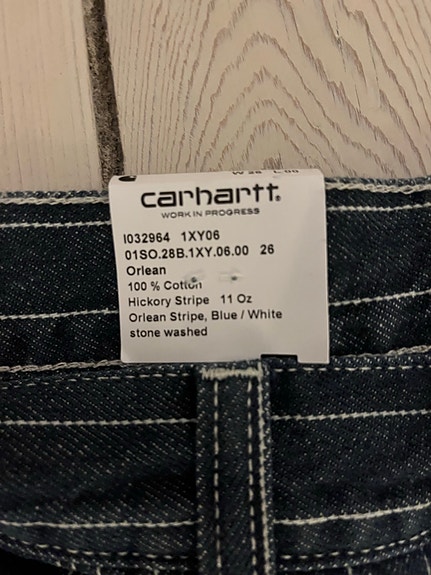 carhartt®
WORK IN PROGRESS
I032964 1XY06
01SO.28B.1XY.06.00 26
Orlean
100 % Cotton
Hickory Stripe 11 Oz
Orlean Stripe, Blue / White
stone washed